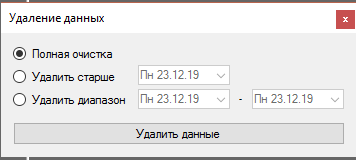 Удаление данных
x
Полная очистка
Удалить старше Пн 23.12.19
Удалить диапазон Пн 23.12.19 - Пн 23.12.19
Удалить данные